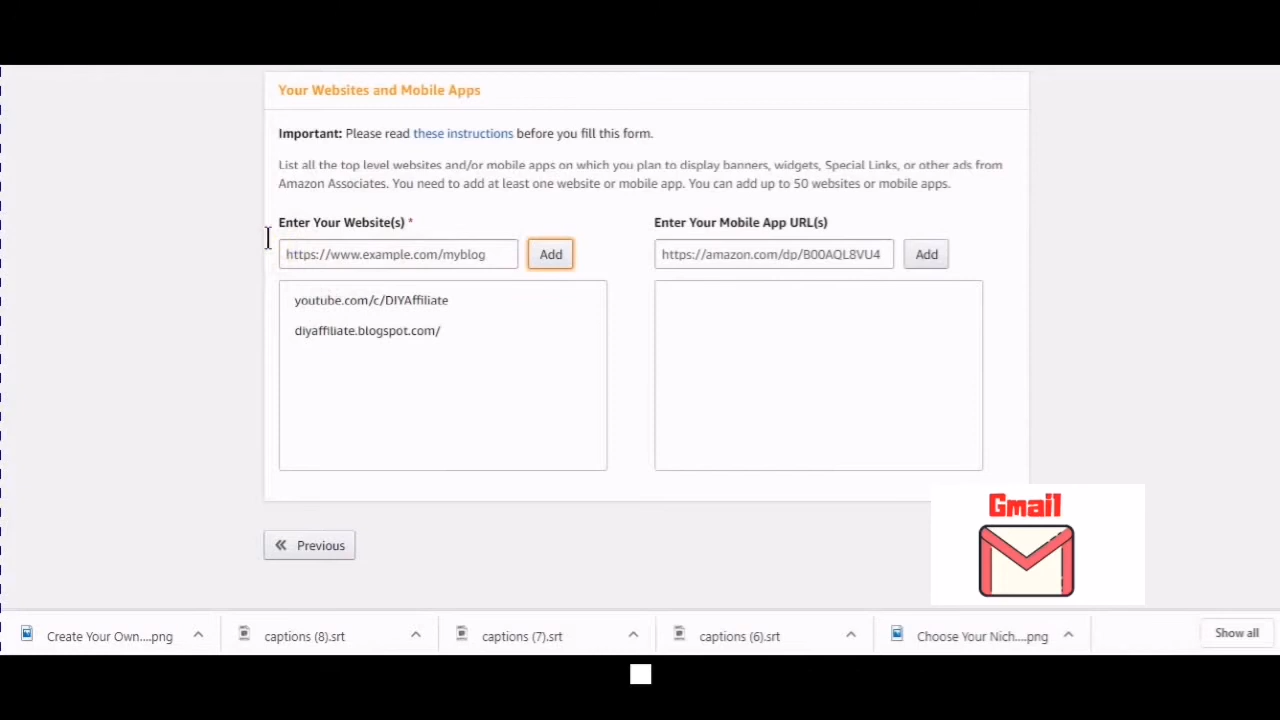 Your Websites and Mobile Apps
Important: Please read these instructions before you fill this form.
List all the top level websites and/or mobile apps on which you plan to display banners, widgets, Special Links, or other ads from
Amazon Associates. You need to add at least one website or mobile app. You can add up to 50 websites or mobile apps.
Enter Your Website(s) *
https://www.example.com/myblog
Add
youtube.com/c/DIYAffiliate
diyaffiliate.blogspot.com/
Enter Your Mobile App URL(s)
https://amazon.com/dp/B00AQL8VU4
Add
Previous
Gmail
Create Your Own....png
captions (8).srt
captions (7).srt
captions (6).srt
Choose Your Nich....png
Show all